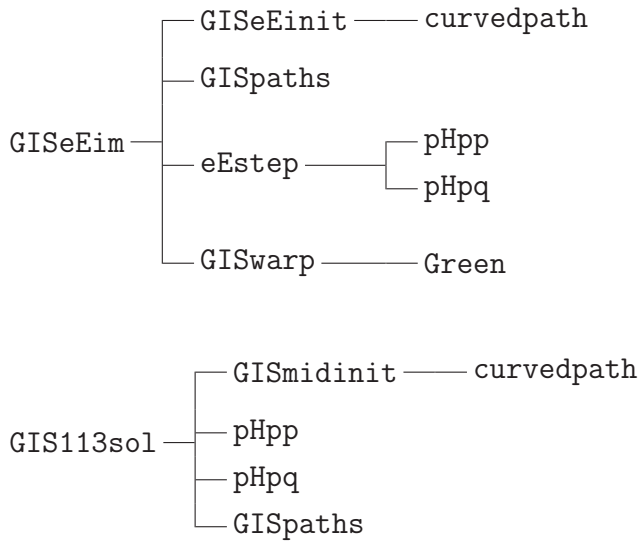 GISeEinit curvedpath
GISpaths
GISeEim
pHpp
eEstep
pHpq
GISwarp Green
GISmidinit curvedpath
pHpp
GIS113sol
pHpq
GISpaths